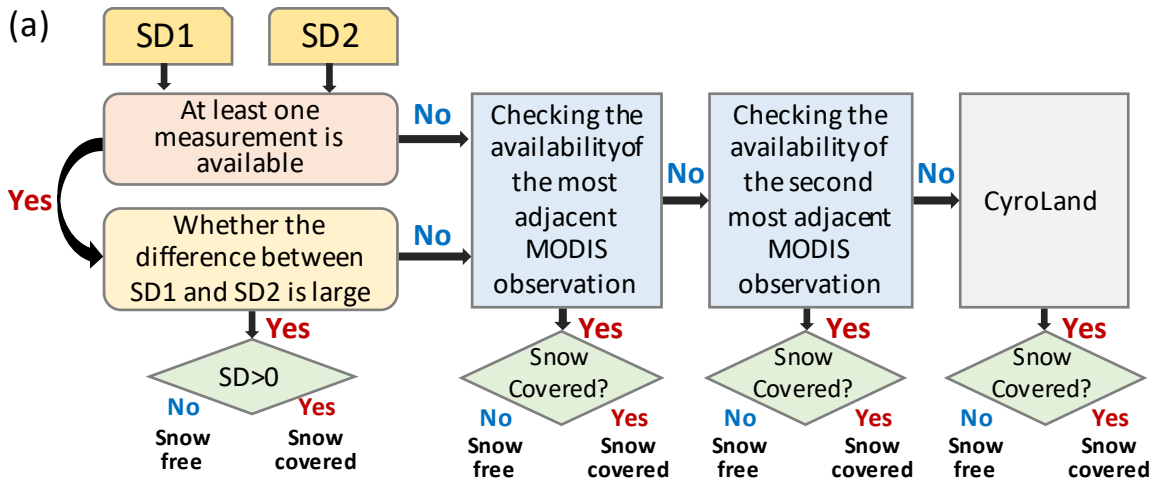 (a)
SD1
SD2
At least one
measurement is
available
No
Yes
Whether the
difference between
SD1 and SD2 is large
No
Yes
SD>0
No
Yes
Snow
free
Snow
covered
Checking the
availability of
the most
adjacent
MODIS
observation
No
Yes
Snow
Covered?
No
Yes
Snow
free
Snow
covered
Checking the
availability of
the second
most adjacent
MODIS
observation
No
Yes
Snow
Covered?
No
Yes
Snow
free
Snow
covered
CyroLand
Yes
Snow
Covered?
No
Yes
Snow
free
Snow
covered